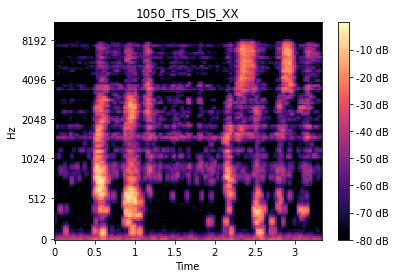 1050_ITS_DIS_XX
8192
4096
2048
1024
512
0
Hz
0 0.5 1 1.5 2 2.5 3
Time
-10 dB
-20 dB
-30 dB
-40 dB
-50 dB
-60 dB
-70 dB
-80 dB